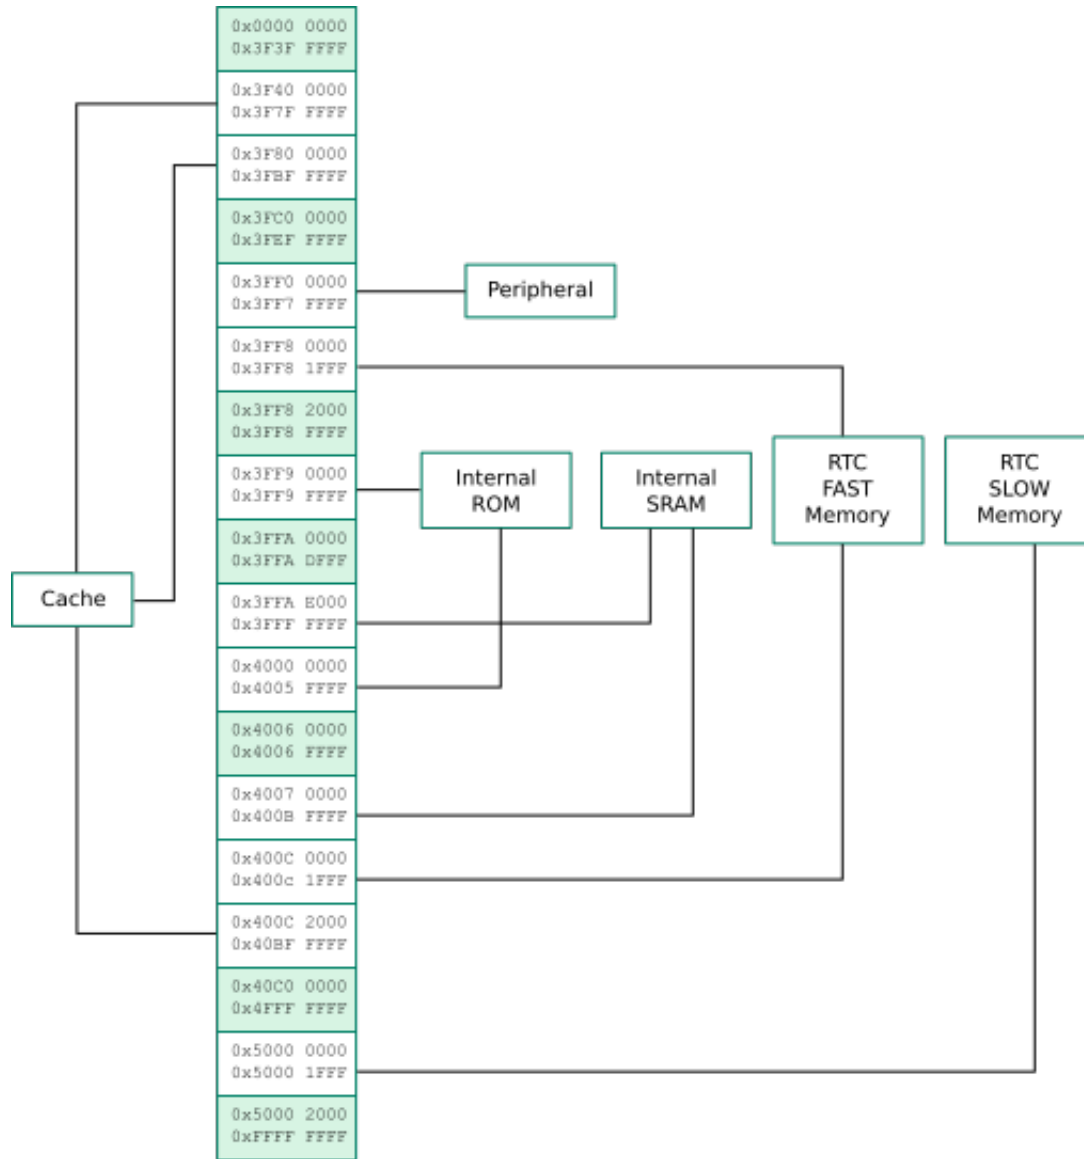 0x0000 0000
0x3F3F FFFF
0x3F40 0000
0x3F7F FFFF
0x3F80 0000
0x3FBF FFFF
0x3FC0 0000
0x3FEF FFFF
0x3FF0 0000
0x3FF7 FFFF
Peripheral
0x3FF8 0000
0x3FF8 1FFF
0x3FF8 2000
0x3FF8 FFFF
0x3FF9 0000
0x3FF9 FFFF
Internal
ROM
Internal
SRAM
RTC
FAST
Memory
RTC
SLOW
Memory
0x3FFA 0000
0x3FFA DFFF
Cache
0x3FFA E000
0x3FFF FFFF
0x4000 0000
0x4005 FFFF
0x4006 0000
0x4006 FFFF
0x4007 0000
0x400B FFFF
0x400C 0000
0x400c 1FFF
0x400C 2000
0x40BF FFFF
0x40C0 0000
0x4FFF FFFF
0x5000 0000
0x5000 1FFF
0x5000 2000
0xFFFF FFFF